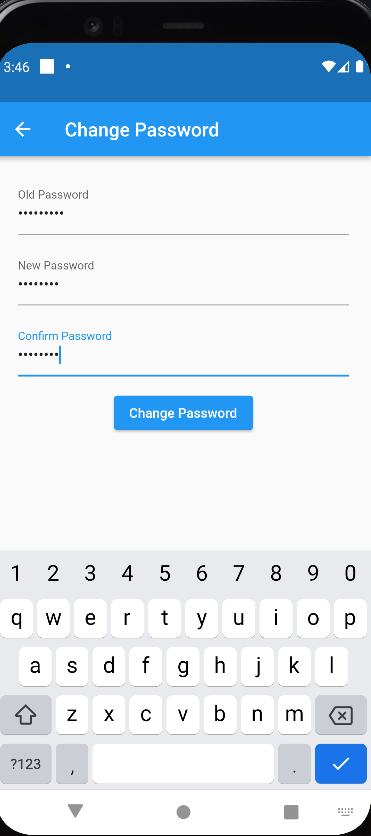 3:46
Change Password
Old Password
•••••••••
New Password
••••••••
Confirm Password
••••••••
Change Password
1 2 3 4 5 6 7 8 9 0
q w e r t y u i o p
a s d f g h j k l
z x c v b n m
?123 , .